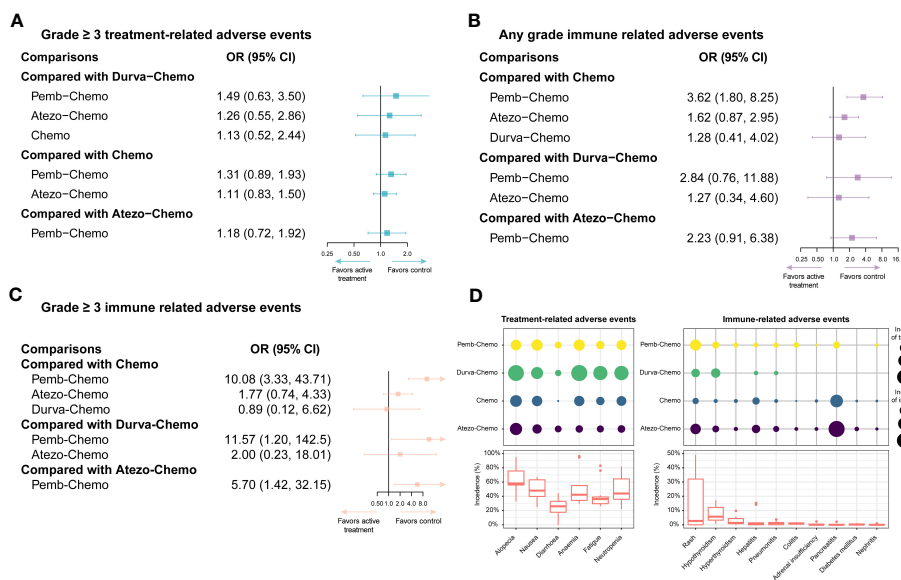 A
Grade ≥ 3 treatment-related adverse events
Comparisons OR (95% CI)
Compared with Durva−Chemo
Pemb−Chemo 1.49 (0.63, 3.50)
Atezo−Chemo 1.26 (0.55, 2.86)
Chemo 1.13 (0.52, 2.44)
Compared with Chemo
Pemb−Chemo 1.31 (0.89, 1.93)
Atezo−Chemo 1.11 (0.83, 1.50)
Compared with Atezo−Chemo
Pemb−Chemo 1.18 (0.72, 1.92)
0.25 0.50 1.0 2.0
Favors active treatment
Favors control
B
Any grade immune related adverse events
Comparisons OR (95% CI)
Compared with Chemo
Pemb−Chemo 3.62 (1.80, 8.25)
Atezo−Chemo 1.62 (0.87, 2.95)
Durva−Chemo 1.28 (0.41, 4.02)
Compared with Durva−Chemo
Pemb−Chemo 2.84 (0.76, 11.88)
Atezo−Chemo 1.27 (0.34, 4.60)
Compared with Atezo−Chemo
Pemb−Chemo 2.23 (0.91, 6.38)
0.25 0.50 1.0 2.0 4.0 8.0 16.
Favors active treatment
Favors control
C
Grade ≥ 3 immune related adverse events
Comparisons OR (95% CI)
Compared with Chemo
Pemb-Chemo 10.08 (3.33, 43.71)
Atezo-Chemo 1.77 (0.74, 4.33)
Durva-Chemo 0.89 (0.12, 6.62)
Compared with Durva-Chemo
Pemb-Chemo 11.57 (1.20, 142.5)
Atezo-Chemo 2.00 (0.23, 18.01)
Compared with Atezo-Chemo
Pemb-Chemo 5.70 (1.42, 32.15)
0.50 1.0 2.0 4.0 8.0
Favors active treatment
Favors control
D
Treatment-related adverse events
Immune-related adverse events
Pemb-Chemo
Durva-Chemo
Chemo
Atezo-Chemo
Pemb-Chemo
Durva-Chemo
Chemo
Atezo-Chemo
In
of t
In
of i
Incedence (%)
100%
80%
60%
40%
20%
0%
Alopecia
Nausea
Diarrhoea
Anaemia
Fatigue
Neutropenia
Incedence (%)
50%
40%
30%
20%
10%
0%
Rash
Hypothyroidism
Hyperthyroidism
Hepatitis
Pneumonitis
Colitis
Adrenal insufficiency
Pancreatitis
Diabetes mellitus
Nephritis